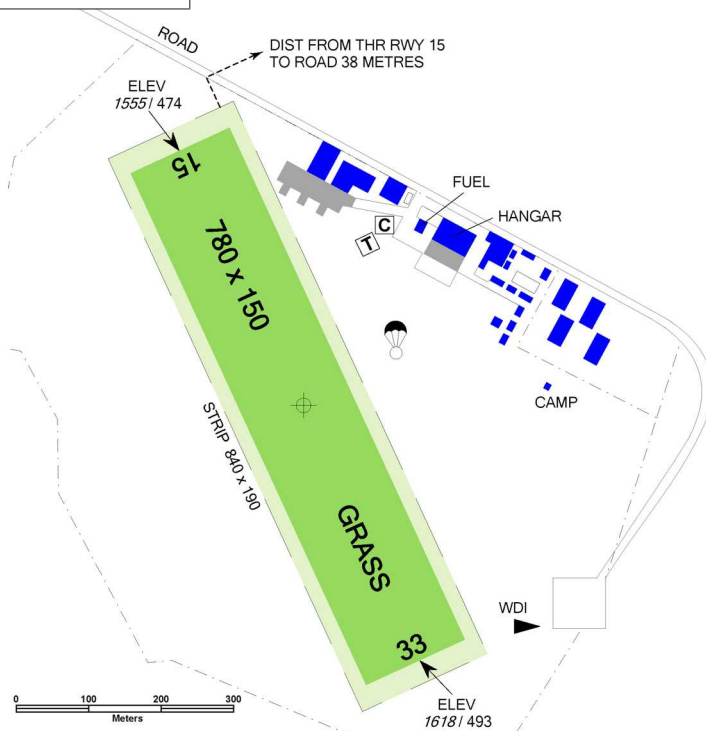 ROAD
DIST FROM THR RWY 15
TO ROAD 38 METRES
ELEV
1555 / 474
15
FUEL
HANGAR
C
T
780 x 150
STRIP 840 x 190
CAMP
GRASS
WDI
33
ELEV
1618 / 493
0 100 200 300
Meters